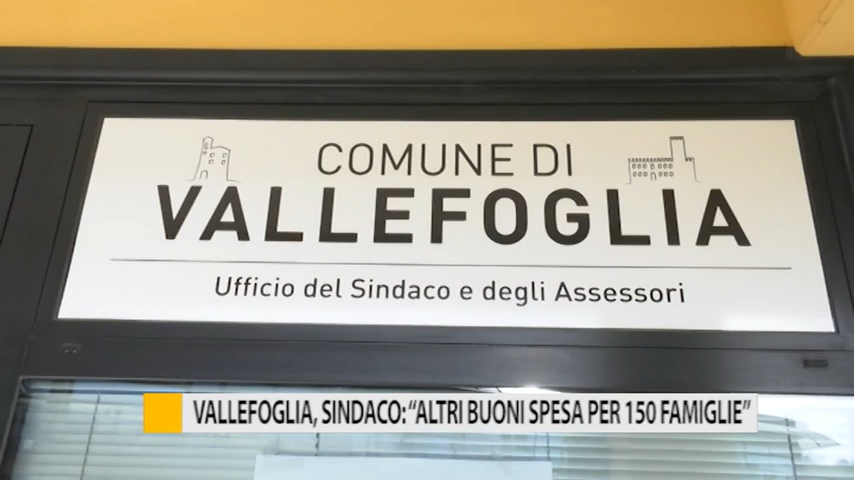 COMUNE DI
VALLEFOGLIA
Ufficio del Sindaco e degli Assessori
VALLEFOGLIA, SINDACO: “ALTRI BUONI SPESA PER 150 FAMIGLIE”